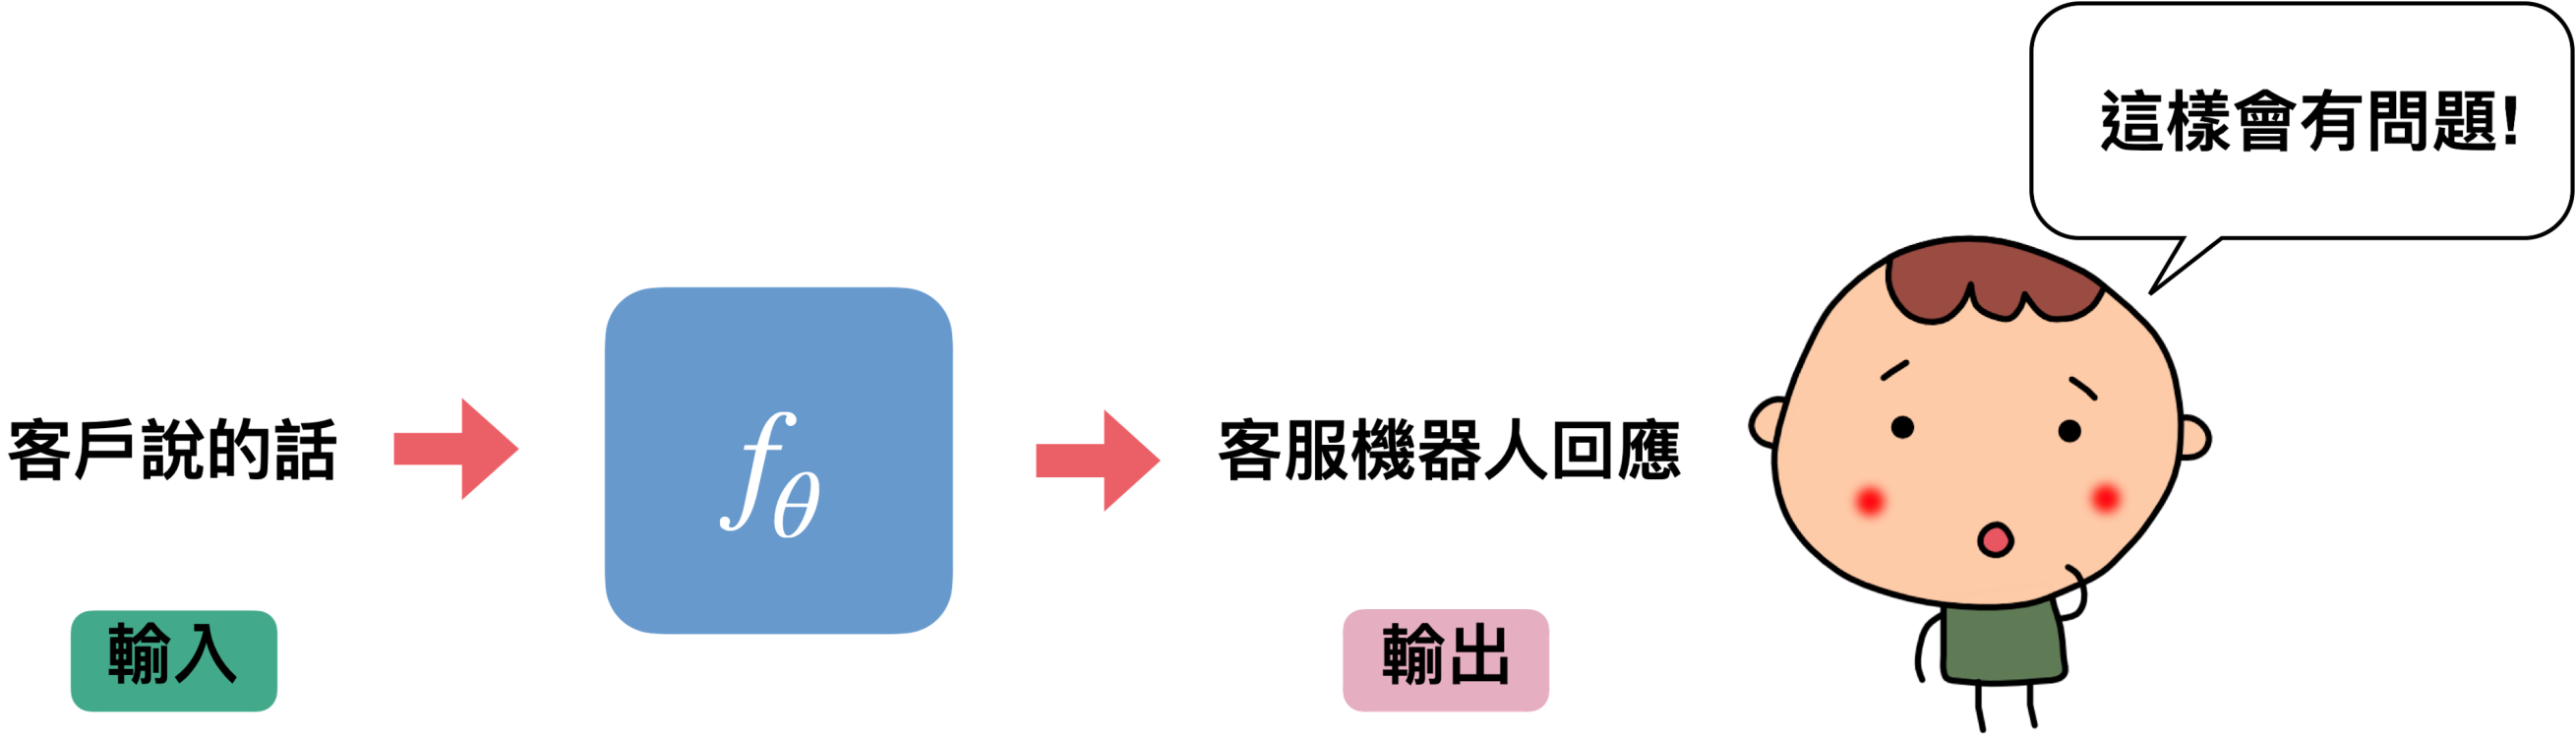 這樣會有問題!
客戶說的話
f_θ
客服機器人回應
輸入
輸出